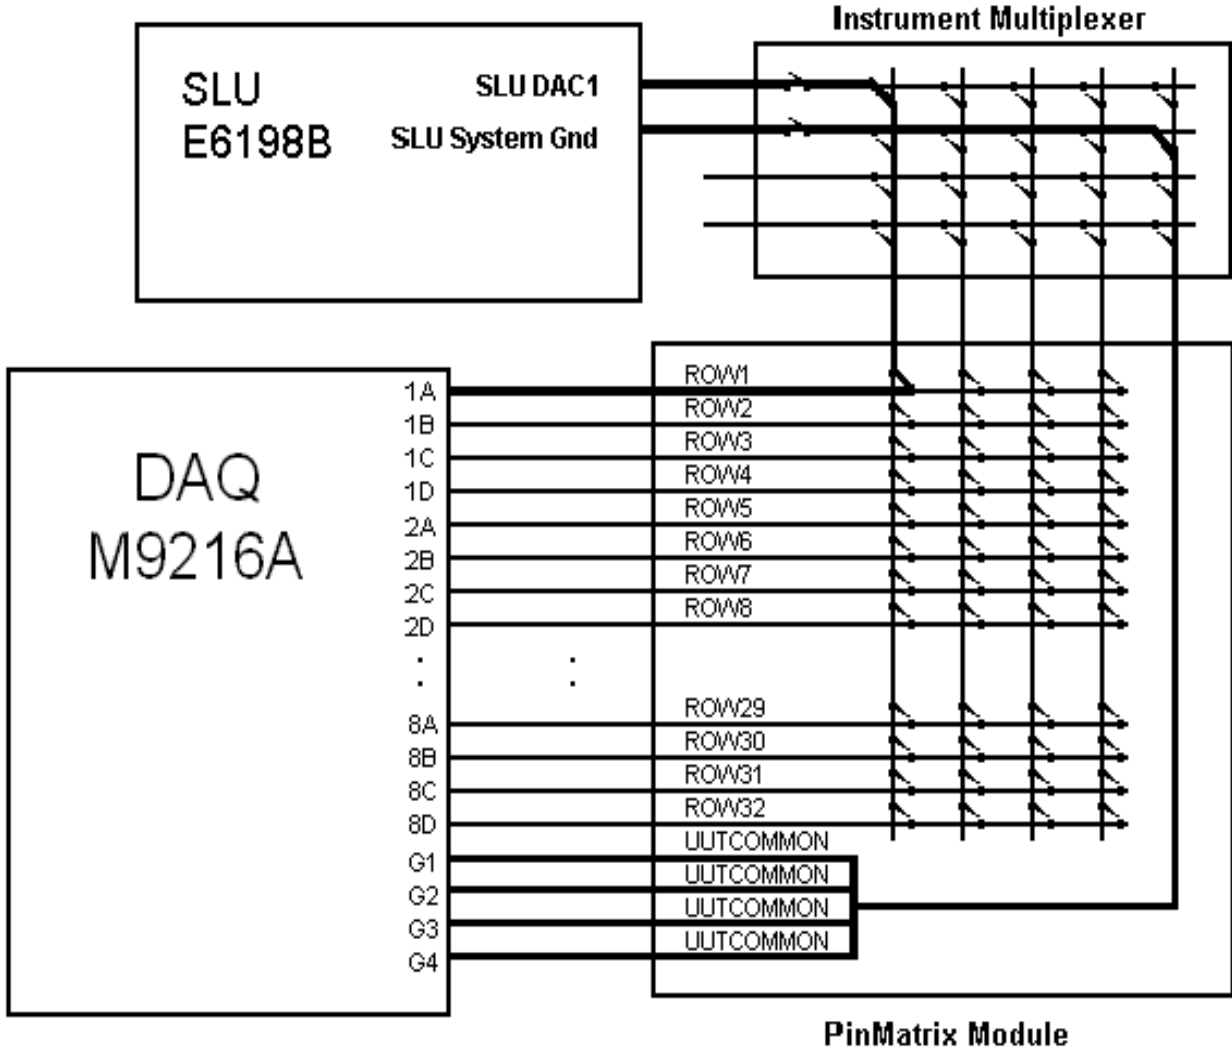 Instrument Multiplexer
SLU
E6198B
SLU DAC1
SLU System Gnd
DAQ
M9216A
1A
ROW1
1B
ROW2
1C
ROW3
1D
ROW4
2A
ROW5
2B
ROW6
2C
ROW7
2D
ROW8
8A
ROW29
8B
ROW30
8C
ROW31
8D
ROW32
G1
UUTCOMMON
G2
UUTCOMMON
G3
UUTCOMMON
G4
UUTCOMMON
PinMatrix Module